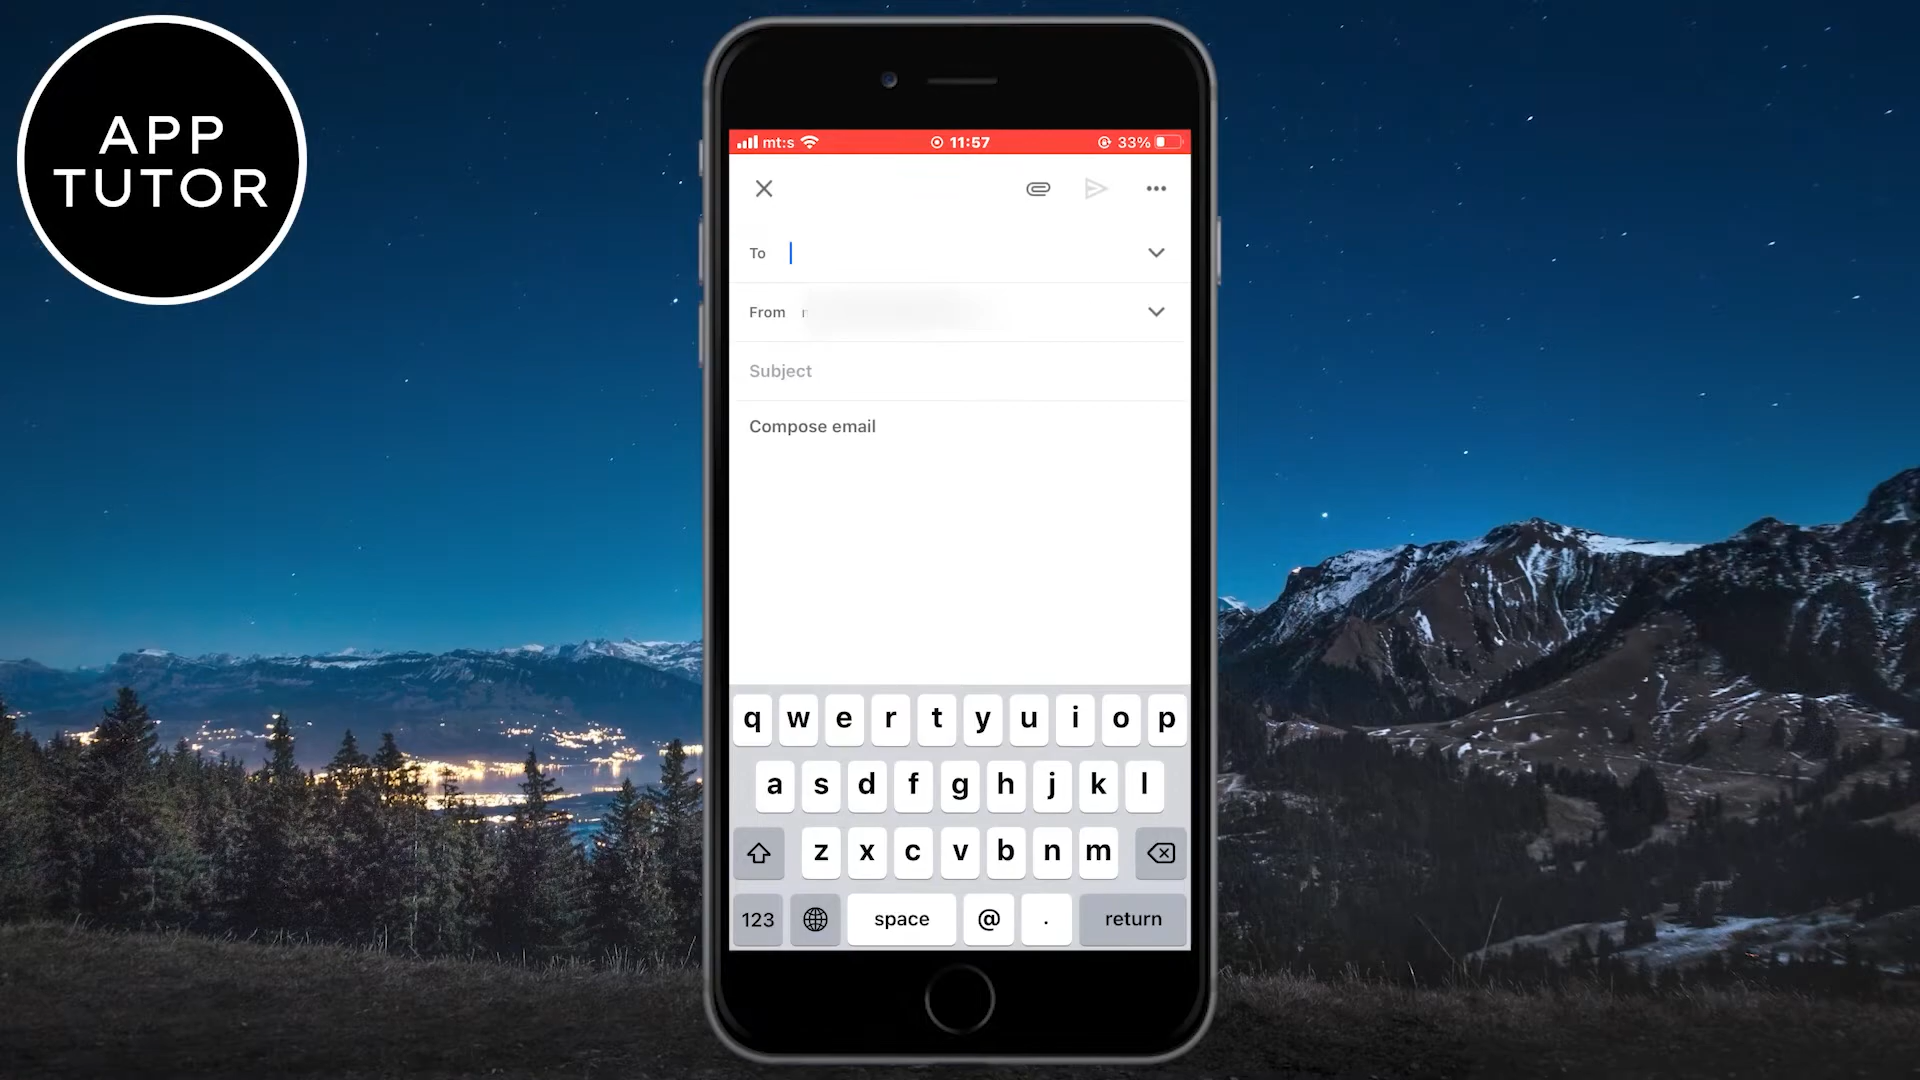 APP
TUTOR
mt:s 11:57 33%
To
From
Subject
Compose email
q w e r t y u i o p
a s d f g h j k l
z x c v b n m
123 space @ . return